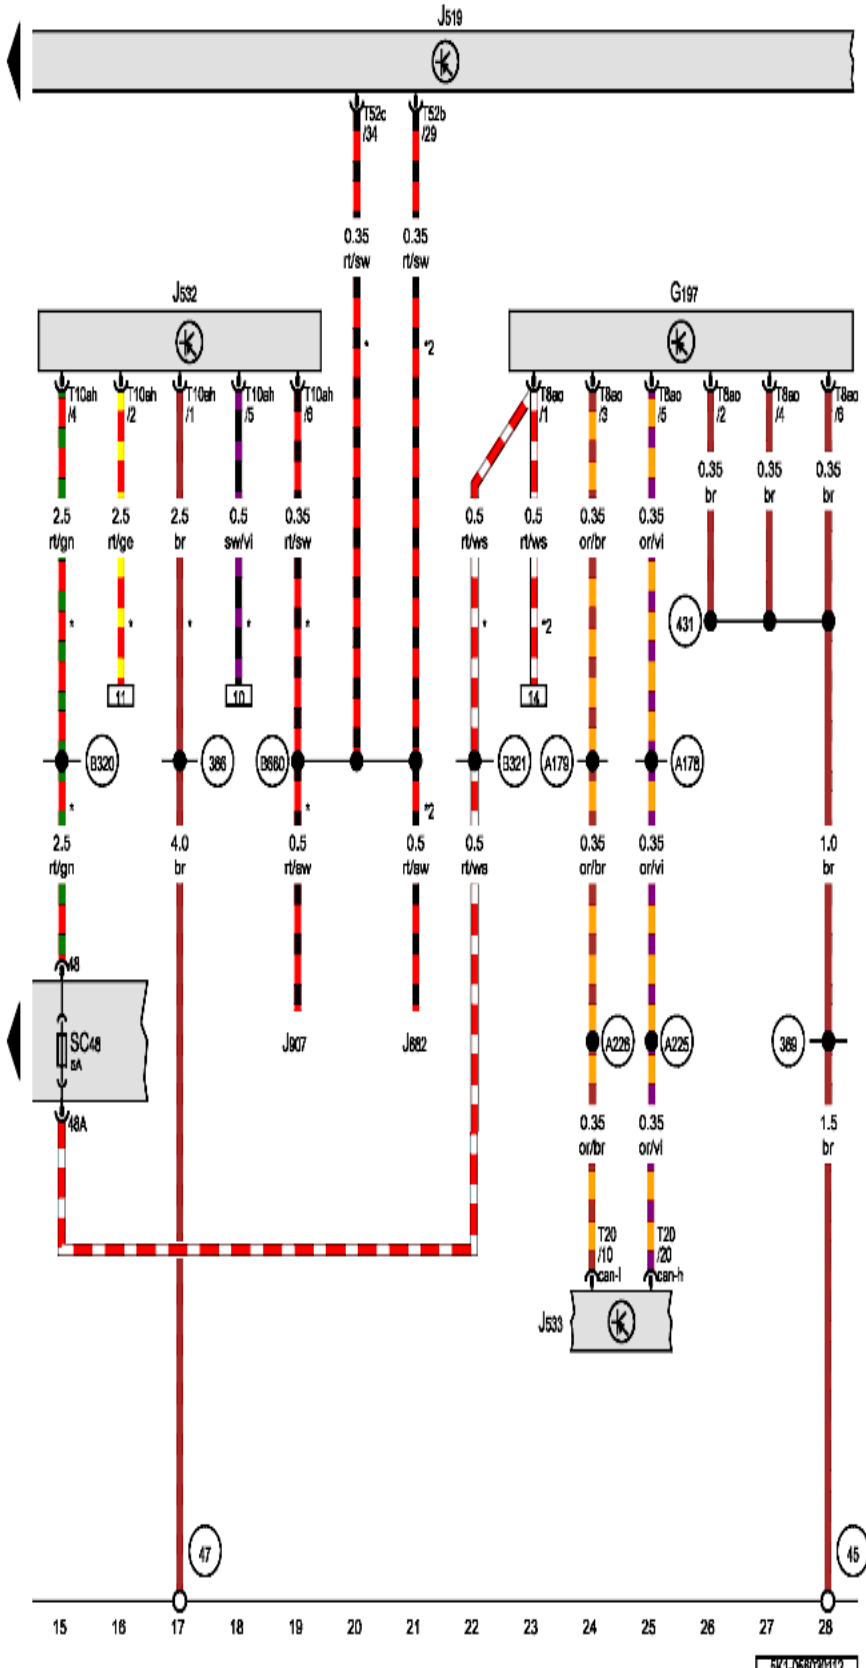 J519
T52c T52b
/34 /29
0.35 0.35
rt/sw rt/sw
J532 G197
* *2
T10ah T10ah T10ah T10ah T10ah T8ao T8ao T8ao T8ao T8ao T8ao
/4 /2 /1 /5 /6 /1 /3 /5 /2 /4 /6
0.35 0.35 0.35
br br br
2.5 2.5 2.5 0.5 0.35 0.5 0.5 0.35 0.35
rt/gn rt/ge br sw/vi rt/sw rt/ws rt/ws or/br or/vi
* * * * * * *2 431
11 10 14
B320 366 B660 B321 A179 A178
* * *2
2.5 4.0 0.5 0.5 0.5 0.35 0.35 1.0
rt/gn br rt/sw rt/sw rt/ws or/br or/vi br
48
SC48 J907 J682 A226 A225 389
5A
48A 0.35 0.35 1.5
or/br or/vi br
T20 T20
/10 /20
can-l can-h
J533
47 45
15 16 17 18 19 20 21 22 23 24 25 26 27 28